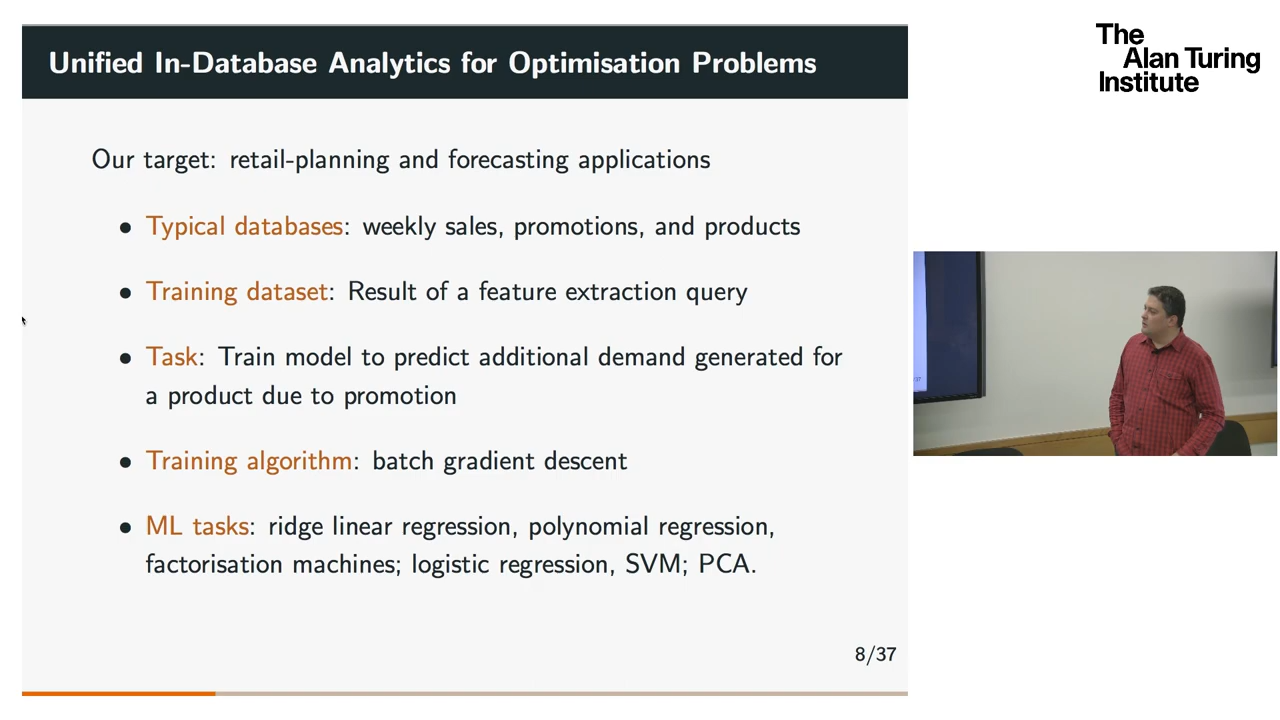 Unified In-Database Analytics for Optimisation Problems
Our target: retail-planning and forecasting applications
• Typical databases: weekly sales, promotions, and products
• Training dataset: Result of a feature extraction query
• Task: Train model to predict additional demand generated for
a product due to promotion
• Training algorithm: batch gradient descent
• ML tasks: ridge linear regression, polynomial regression,
factorisation machines; logistic regression, SVM; PCA.
8/37
The
Alan Turing
Institute